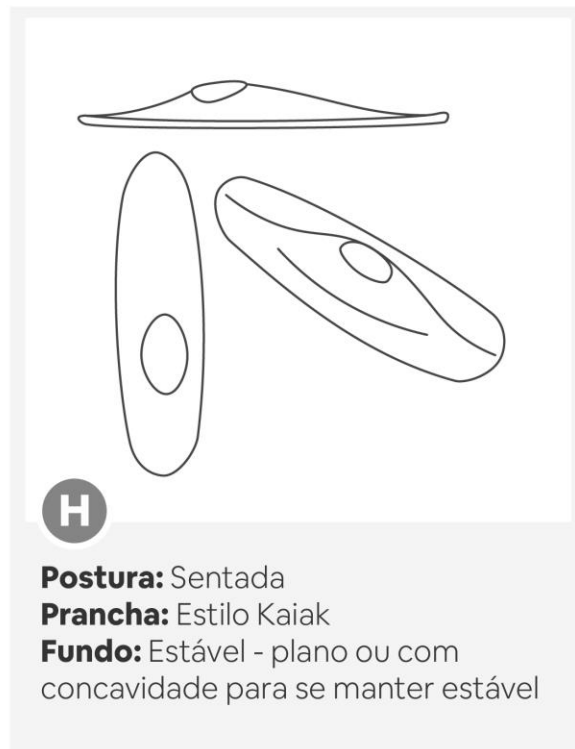 H
Postura: Sentada
Prancha: Estilo Kaiak
Fundo: Estável - plano ou com
concavidade para se manter estável